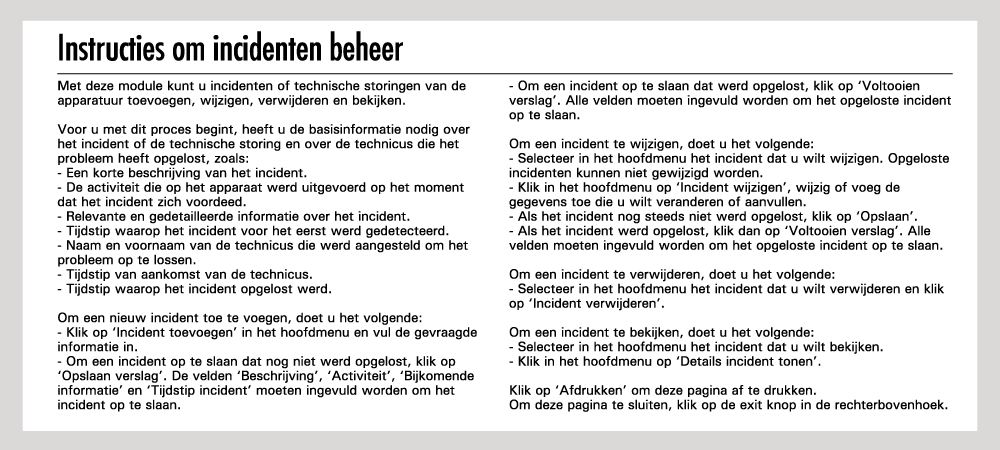 Instructies om incidenten beheer
Met deze module kunt u incidenten of technische storingen van de
apparatuur toevoegen, wijzigen, verwijderen en bekijken.
Voor u met dit proces begint, heeft u de basisinformatie nodig over
het incident of de technische storing en over de technicus die het
probleem heeft opgelost, zoals:
- Een korte beschrijving van het incident.
- De activiteit die op het apparaat werd uitgevoerd op het moment
dat het incident zich voordeed.
- Relevante en gedetailleerde informatie over het incident.
- Tijdstip waarop het incident voor het eerst werd gedetecteerd.
- Naam en voornaam van de technicus die werd aangesteld om het
probleem op te lossen.
- Tijdstip van aankomst van de technicus.
- Tijdstip waarop het incident opgelost werd.
Om een nieuw incident toe te voegen, doet u het volgende:
- Klik op ‘Incident toevoegen’ in het hoofdmenu en vul de gevraagde
informatie in.
- Om een incident op te slaan dat nog niet werd opgelost, klik op
‘Opslaan verslag’. De velden ‘Beschrijving’, ‘Activiteit’, ‘Bijkomende
informatie’ en ‘Tijdstip incident’ moeten ingevuld worden om het
incident op te slaan.
- Om een incident op te slaan dat werd opgelost, klik op ‘Voltooien
verslag’. Alle velden moeten ingevuld worden om het opgeloste incident
op te slaan.
Om een incident te wijzigen, doet u het volgende:
- Selecteer in het hoofdmenu het incident dat u wilt wijzigen. Opgeloste
incidenten kunnen niet gewijzigd worden.
- Klik in het hoofdmenu op ‘Incident wijzigen’, wijzig of voeg de
gegevens toe die u wilt veranderen of aanvullen.
- Als het incident nog steeds niet werd opgelost, klik op ‘Opslaan’.
- Als het incident werd opgelost, klik dan op ‘Voltooien verslag’. Alle
velden moeten ingevuld worden om het opgeloste incident op te slaan.
Om een incident te verwijderen, doet u het volgende:
- Selecteer in het hoofdmenu het incident dat u wilt verwijderen en klik
op ‘Incident verwijderen’.
Om een incident te bekijken, doet u het volgende:
- Selecteer in het hoofdmenu het incident dat u wilt bekijken.
- Klik in het hoofdmenu op ‘Details incident tonen’.
Klik op ‘Afdrukken’ om deze pagina af te drukken.
Om deze pagina te sluiten, klik op de exit knop in de rechterbovenhoek.